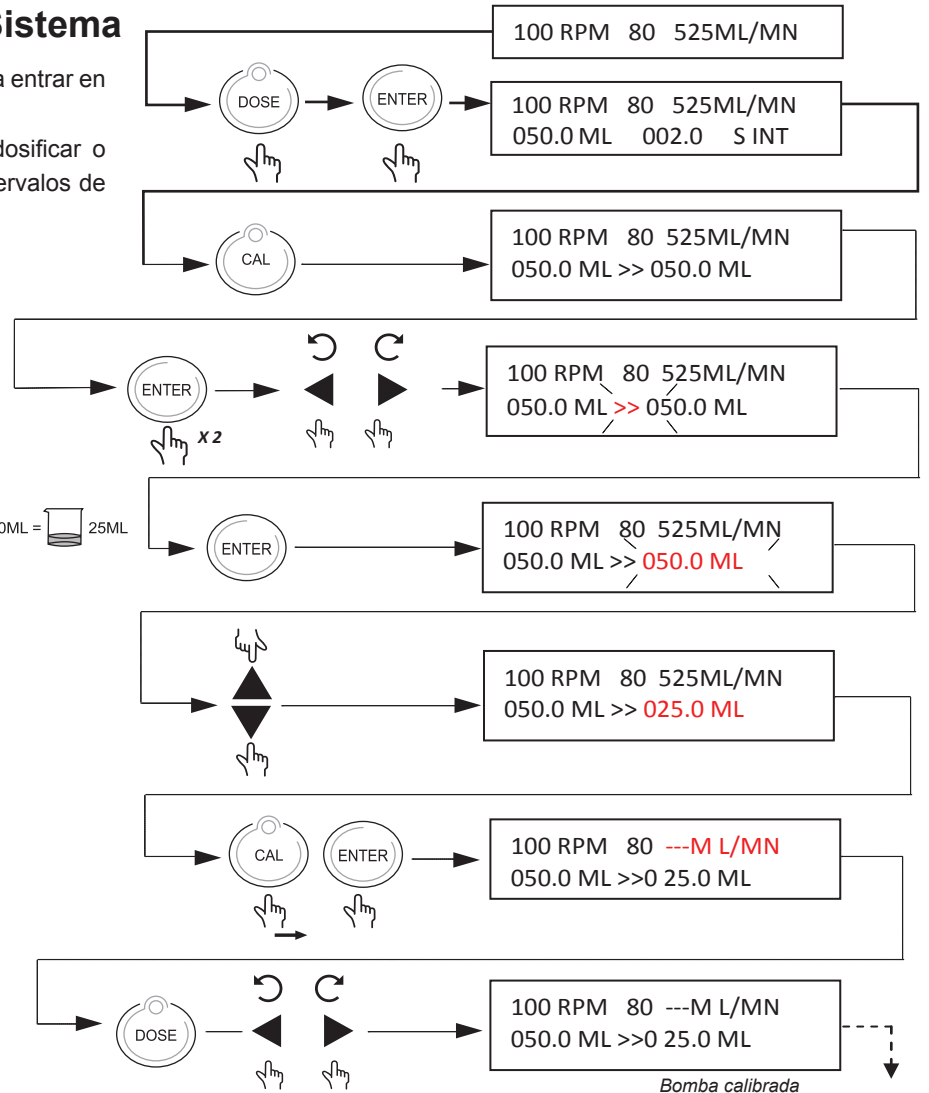 Sistema
100 RPM 80 525ML/MN
a entrar en
DOSE
ENTER
100 RPM 80 525ML/MN
050.0 ML 002.0 S INT
dosificar o
ervalos de
CAL
100 RPM 80 525ML/MN
050.0 ML >> 050.0 ML
ENTER
X 2
100 RPM 80 525ML/MN
050.0 ML >> 050.0 ML
0ML = 25ML
ENTER
100 RPM 80 525ML/MN
050.0 ML >> 050.0 ML
100 RPM 80 525ML/MN
050.0 ML >> 025.0 ML
CAL
ENTER
100 RPM 80 ---M L/MN
050.0 ML >>0 25.0 ML
DOSE
100 RPM 80 ---M L/MN
050.0 ML >>0 25.0 ML
Bomba calibrada